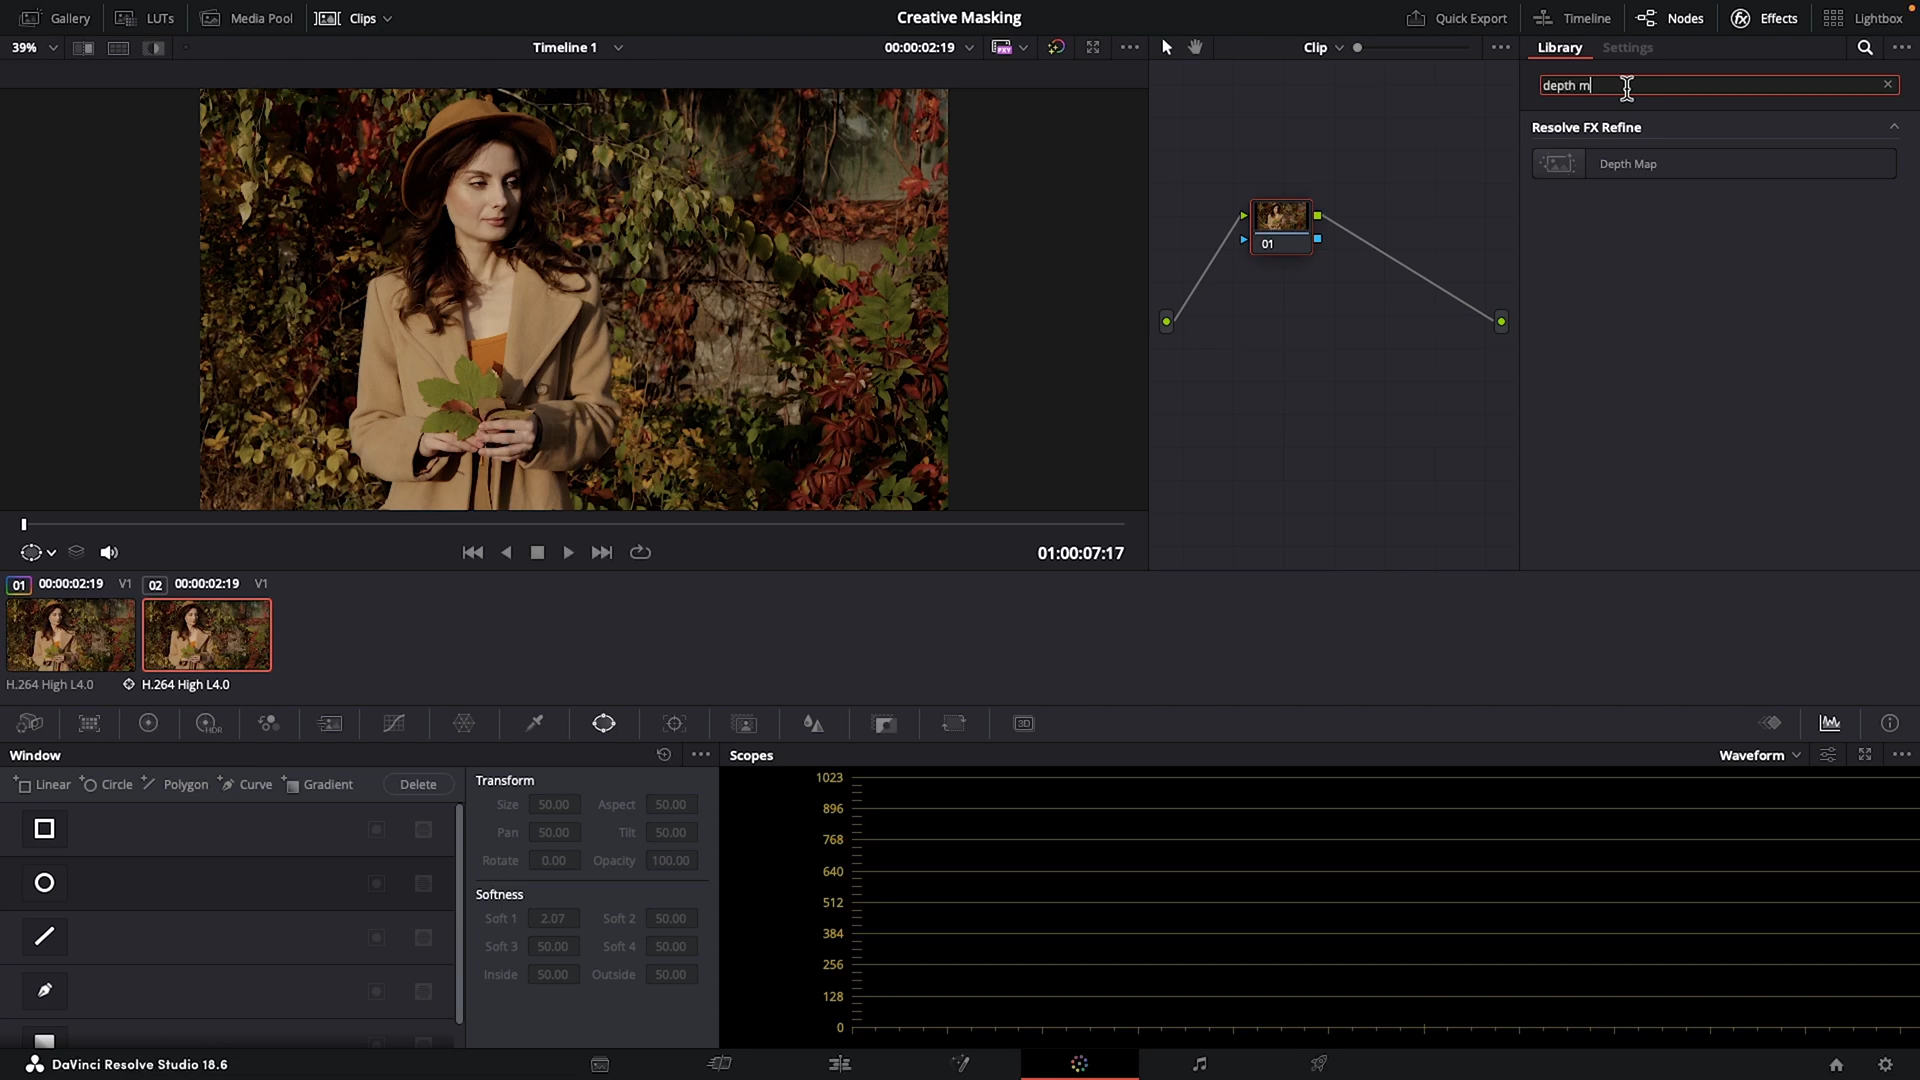 Gallery LUTs Media Pool Clips Creative Masking Quick Export Timeline Nodes Effects Lightbox
39% Timeline 1 00:00:02:19 Clip Library Settings
depth m
Resolve FX Refine
Depth Map
01
01:00:07:17
01 00:00:02:19 V1 02 00:00:02:19 V1
H.264 High L4.0 H.264 High L4.0
HDR 3D
Window Scopes Waveform
Linear Circle Polygon Curve Gradient Delete
Transform
Size 50.00 Aspect 50.00
Pan 50.00 Tilt 50.00
Rotate 0.00 Opacity 100.00
Softness
Soft 1 2.07 Soft 2 50.00
Soft 3 50.00 Soft 4 50.00
Inside 50.00 Outside 50.00
1023
896
768
640
512
384
256
128
0
DaVinci Resolve Studio 18.6